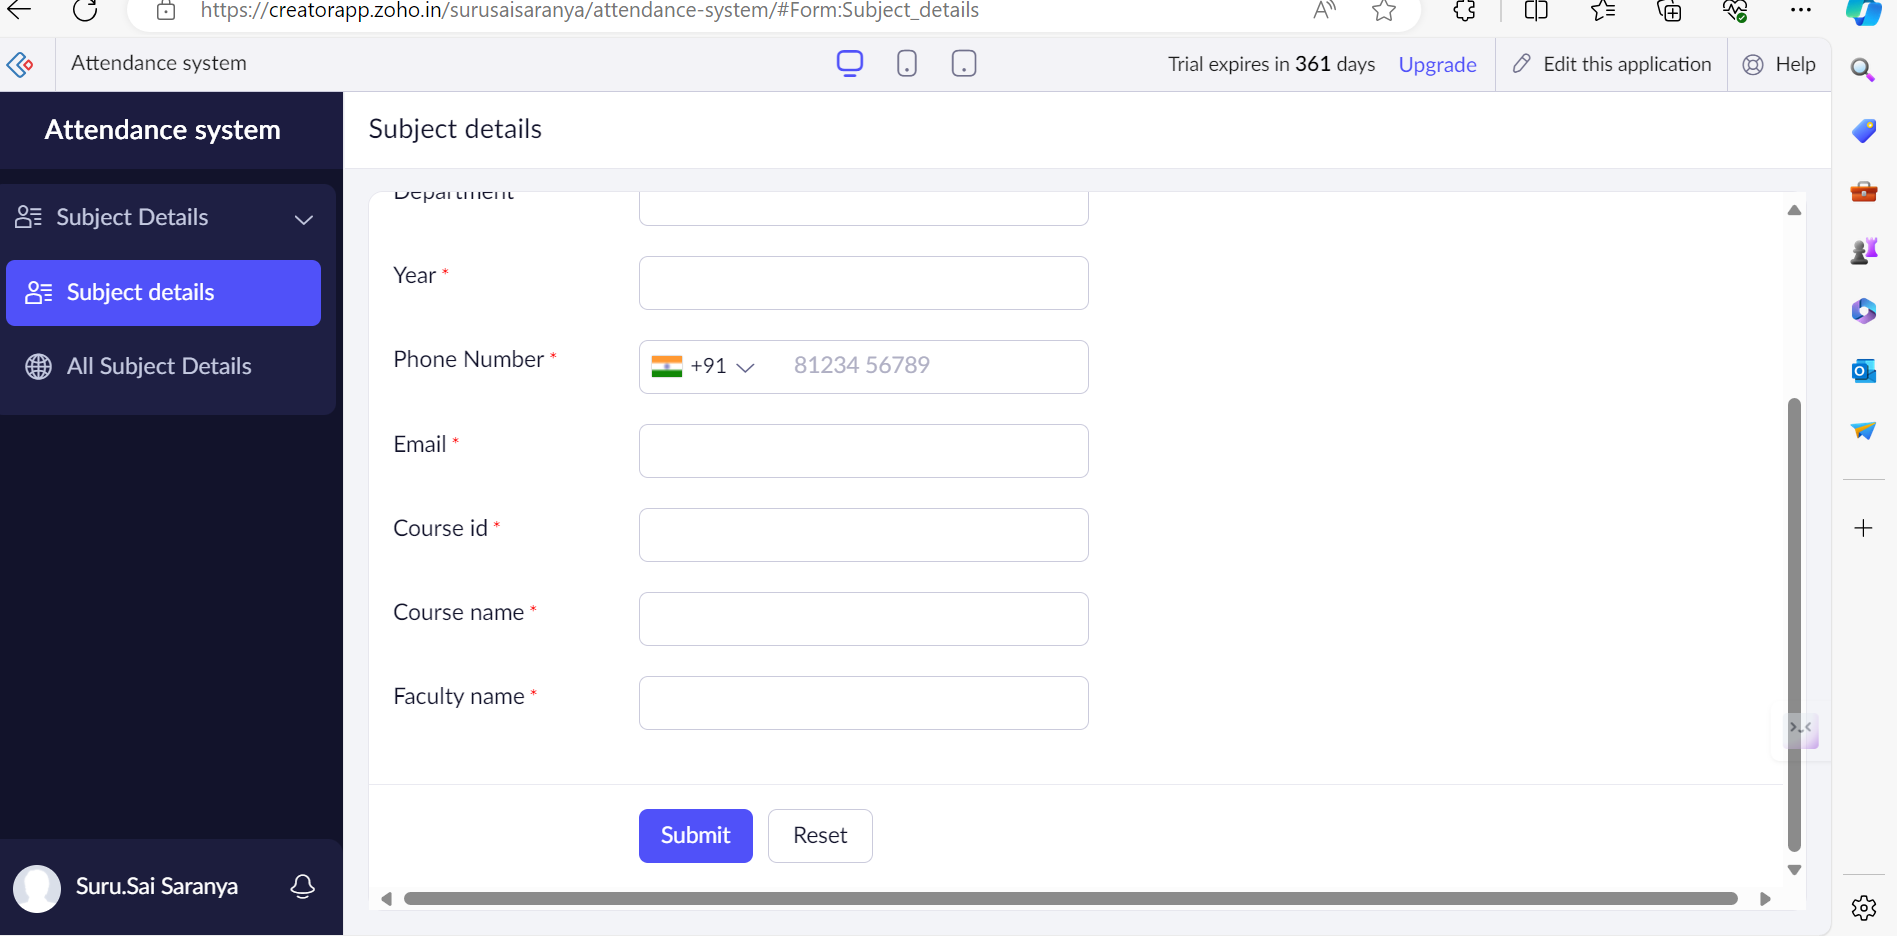 https://creatorapp.zoho.in/surusaisaranya/attendance-system/#Form:Subject_details
Attendance system
Trial expires in 361 days
Upgrade
Edit this application
Help
Attendance system
Subject Details
Subject details
All Subject Details
Suru.Sai Saranya
Subject details
Department
Year *
Phone Number *
+91
81234 56789
Email *
Course id *
Course name *
Faculty name *
Submit
Reset